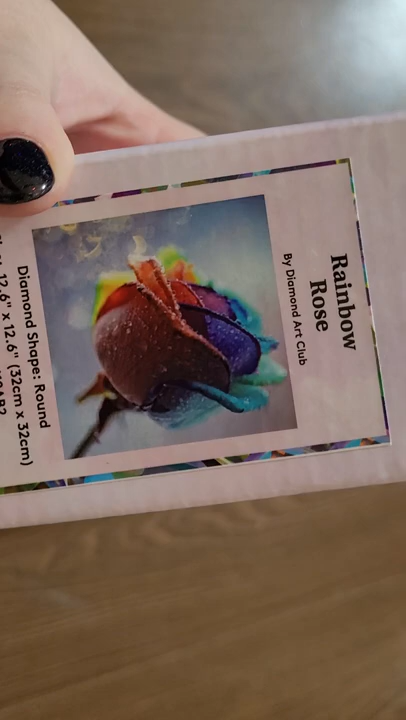 Rainbow
Rose
By Diamond Art Club
Diamond Shape: Round
12.6" x 12.6" (32cm x 32cm)